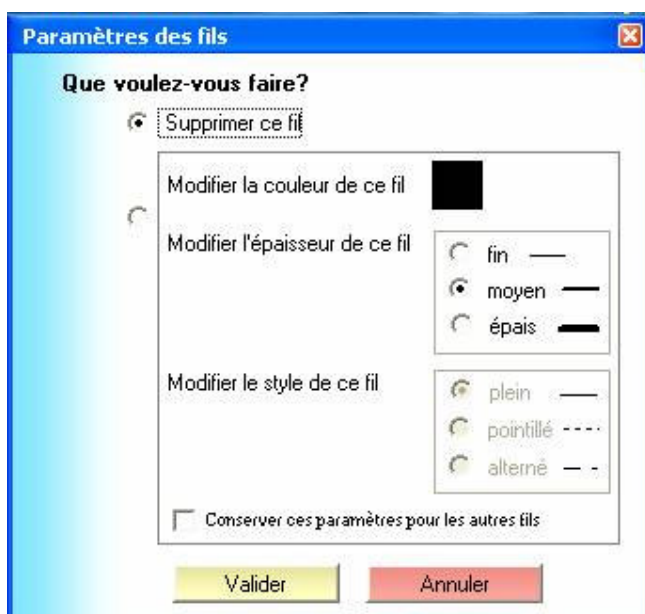 Paramètres des fils
Que voulez-vous faire?
Supprimer ce fil
Modifier la couleur de ce fil
Modifier l'épaisseur de ce fil
fin
moyen
épais
Modifier le style de ce fil
plein
pointillé
alterné
Conserver ces paramètres pour les autres fils
Valider Annuler